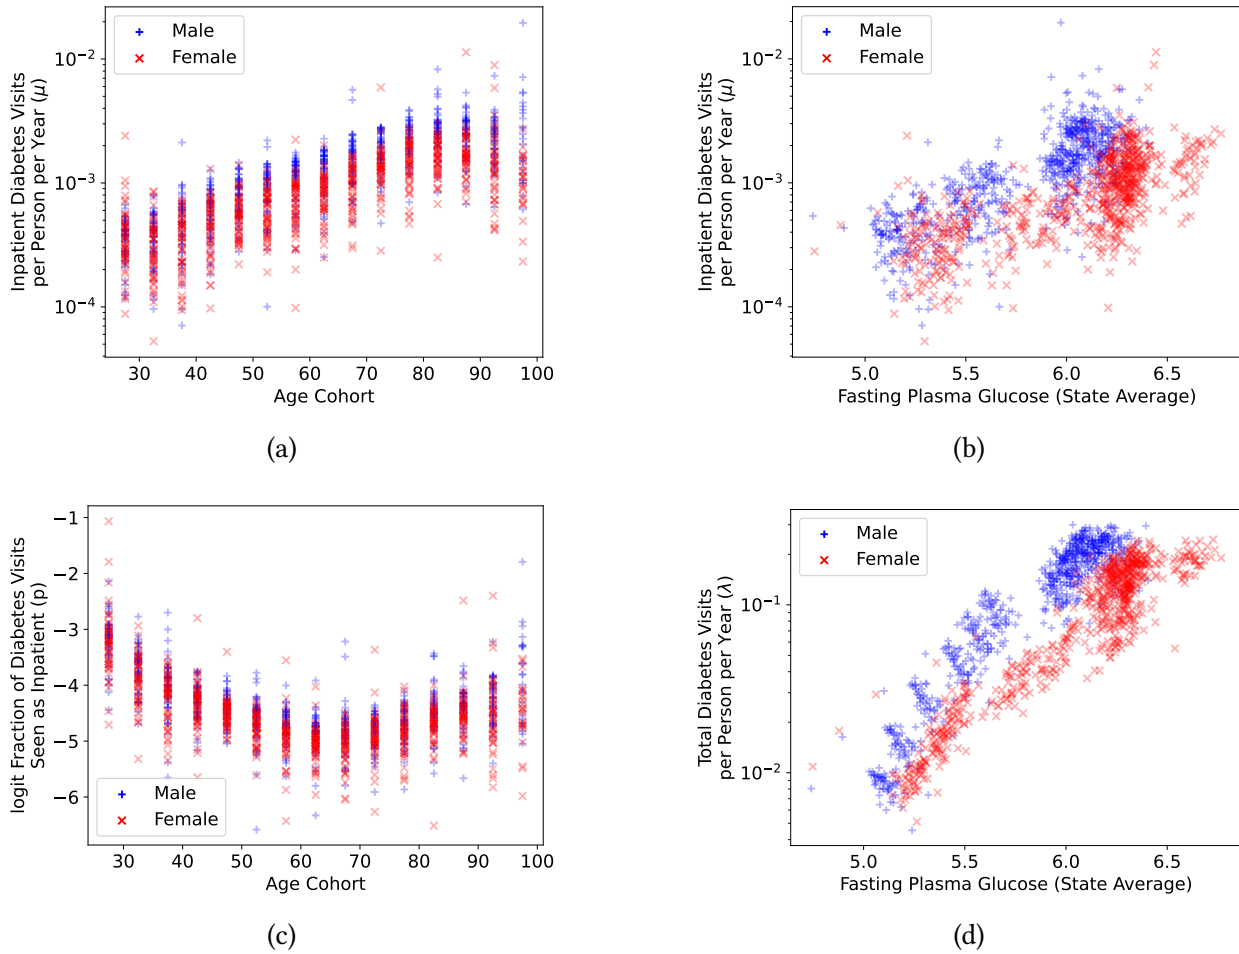 Inpatient Diabetes Visits
per Person per Year (μ)
10⁻²
10⁻³
10⁻⁴
Male
Female
30 40 50 60 70 80 90 100
Age Cohort
(a)
Inpatient Diabetes Visits
per Person per Year (μ)
10⁻²
10⁻³
10⁻⁴
Male
Female
5.0 5.5 6.0 6.5
Fasting Plasma Glucose (State Average)
(b)
logit Fraction of Diabetes Visits
Seen as Inpatient (p)
−1
−2
−3
−4
−5
−6
Male
Female
30 40 50 60 70 80 90 100
Age Cohort
(c)
Total Diabetes Visits
per Person per Year (λ)
10⁻¹
10⁻²
Male
Female
5.0 5.5 6.0 6.5
Fasting Plasma Glucose (State Average)
(d)